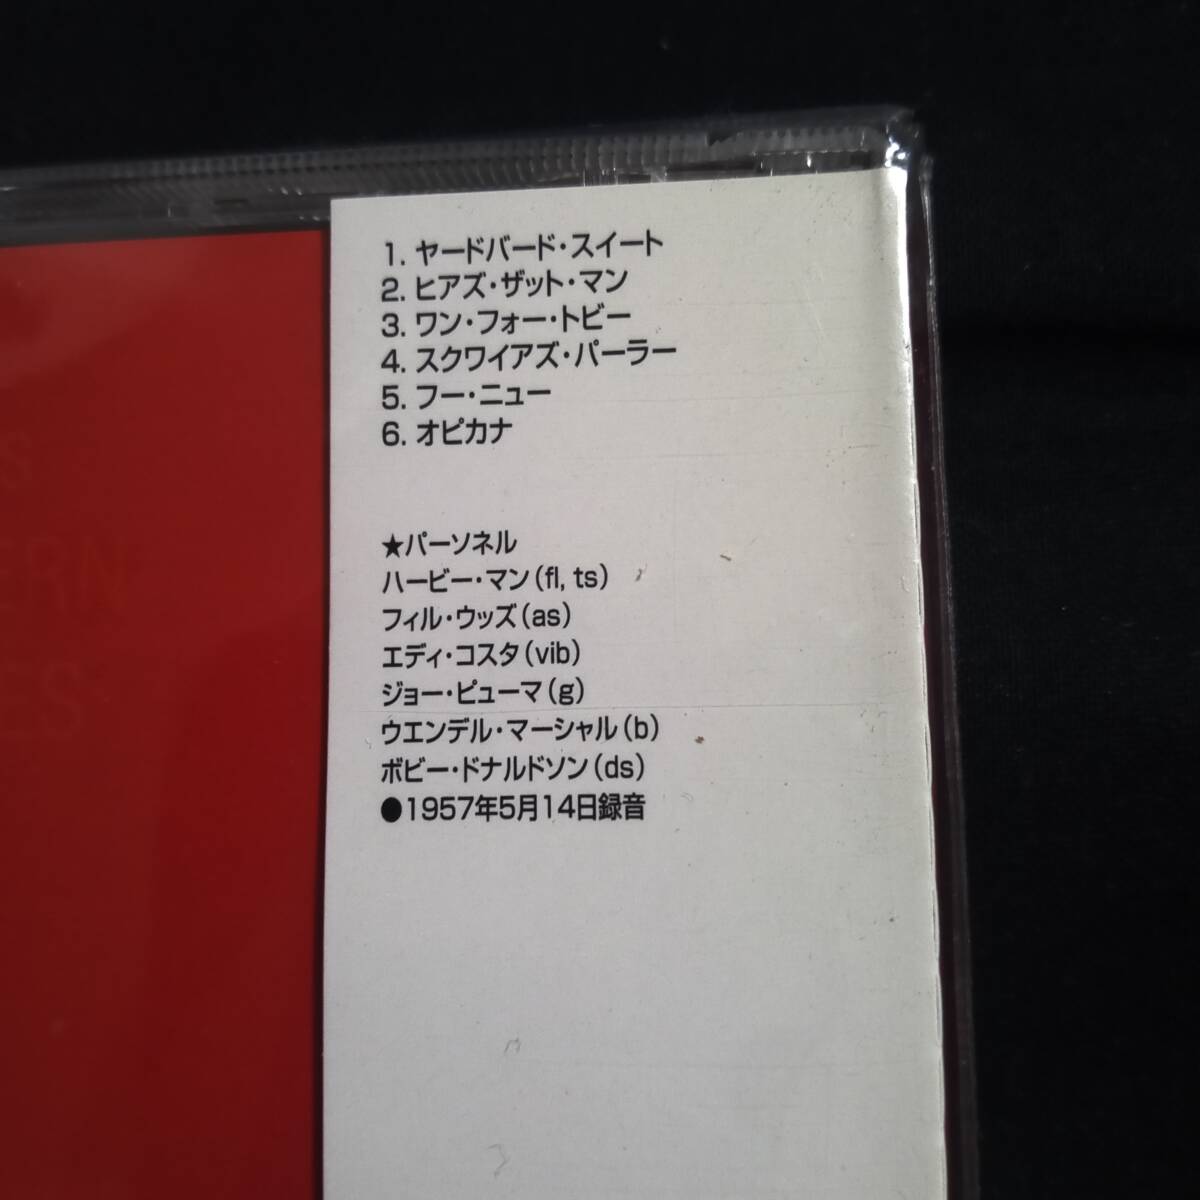 1. ヤードバード・スイート
2. ヒアズ・ザット・マン
3. ワン・フォー・トビー
4. スクワイアズ・パーラー
5. フー・ニュー
6. オピカナ
★パーソネル
ハービー・マン(fl, ts)
フィル・ウッズ(as)
エディ・コスタ(vib)
ジョー・ピューマ(g)
ウエンデル・マーシャル(b)
ボビー・ドナルドソン(ds)
●1957年5月14日録音
S
ERN
ES